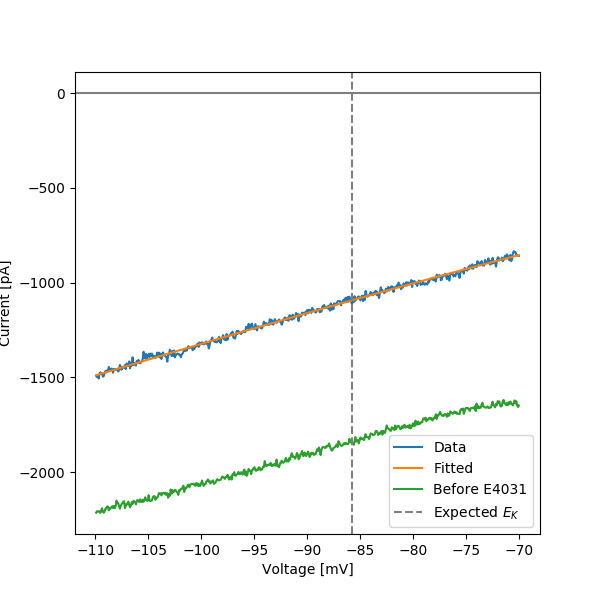 0
−500
−1000
−1500
−2000
Current [pA]
−110
−105
−100
−95
−90
−85
−80
−75
−70
Voltage [mV]
Data
Fitted
Before E4031
Expected E_K